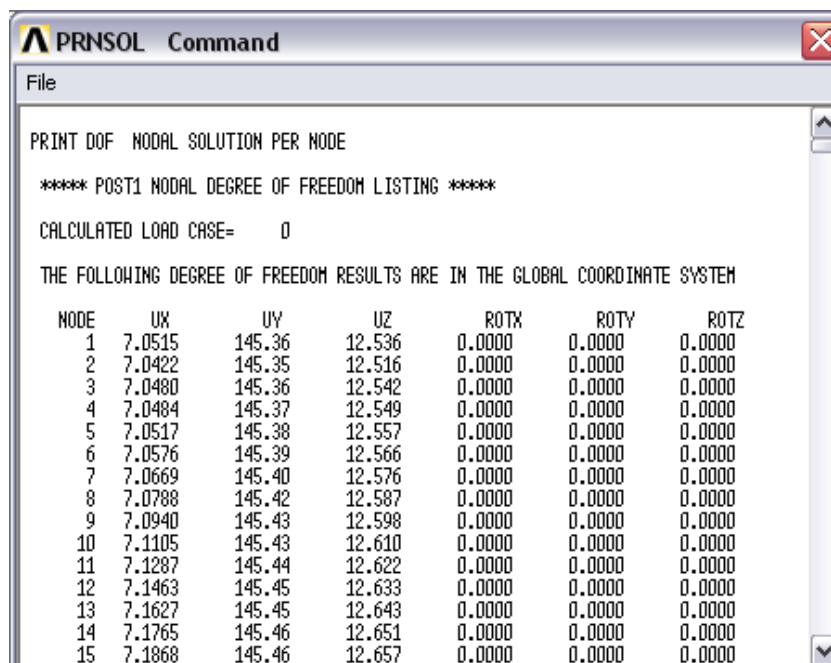 PRNSOL Command
File
PRINT DOF NODAL SOLUTION PER NODE
***** POST1 NODAL DEGREE OF FREEDOM LISTING *****
CALCULATED LOAD CASE= 0
THE FOLLOWING DEGREE OF FREEDOM RESULTS ARE IN THE GLOBAL COORDINATE SYSTEM
NODE UX UY UZ ROTX ROTY ROTZ
1 7.0515 145.36 12.536 0.0000 0.0000 0.0000
2 7.0422 145.35 12.516 0.0000 0.0000 0.0000
3 7.0480 145.36 12.542 0.0000 0.0000 0.0000
4 7.0484 145.37 12.549 0.0000 0.0000 0.0000
5 7.0517 145.38 12.557 0.0000 0.0000 0.0000
6 7.0576 145.39 12.566 0.0000 0.0000 0.0000
7 7.0669 145.40 12.576 0.0000 0.0000 0.0000
8 7.0788 145.42 12.587 0.0000 0.0000 0.0000
9 7.0940 145.43 12.598 0.0000 0.0000 0.0000
10 7.1105 145.43 12.610 0.0000 0.0000 0.0000
11 7.1287 145.44 12.622 0.0000 0.0000 0.0000
12 7.1463 145.45 12.633 0.0000 0.0000 0.0000
13 7.1627 145.45 12.643 0.0000 0.0000 0.0000
14 7.1765 145.46 12.651 0.0000 0.0000 0.0000
15 7.1868 145.46 12.657 0.0000 0.0000 0.0000